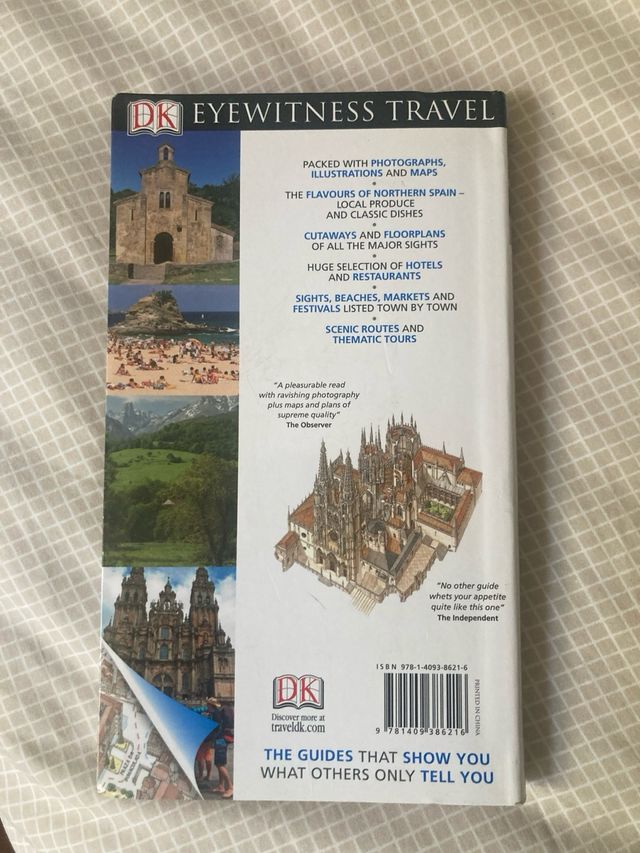 DK EYEWITNESS TRAVEL
PACKED WITH PHOTOGRAPHS,
ILLUSTRATIONS AND MAPS
•
THE FLAVOURS OF NORTHERN SPAIN –
LOCAL PRODUCE
AND CLASSIC DISHES
•
CUTAWAYS AND FLOORPLANS
OF ALL THE MAJOR SIGHTS
•
HUGE SELECTION OF HOTELS
AND RESTAURANTS
•
SIGHTS, BEACHES, MARKETS AND
FESTIVALS LISTED TOWN BY TOWN
•
SCENIC ROUTES AND
THEMATIC TOURS
"A pleasurable read
with ravishing photography
plus maps and plans of
supreme quality"
The Observer
"No other guide
whets your appetite
quite like this one"
The Independent
DK
Discover more at
traveldk.com
ISBN 978-1-4093-8621-6
9 781409 386216
PRINTED IN CHINA
THE GUIDES THAT SHOW YOU
WHAT OTHERS ONLY TELL YOU